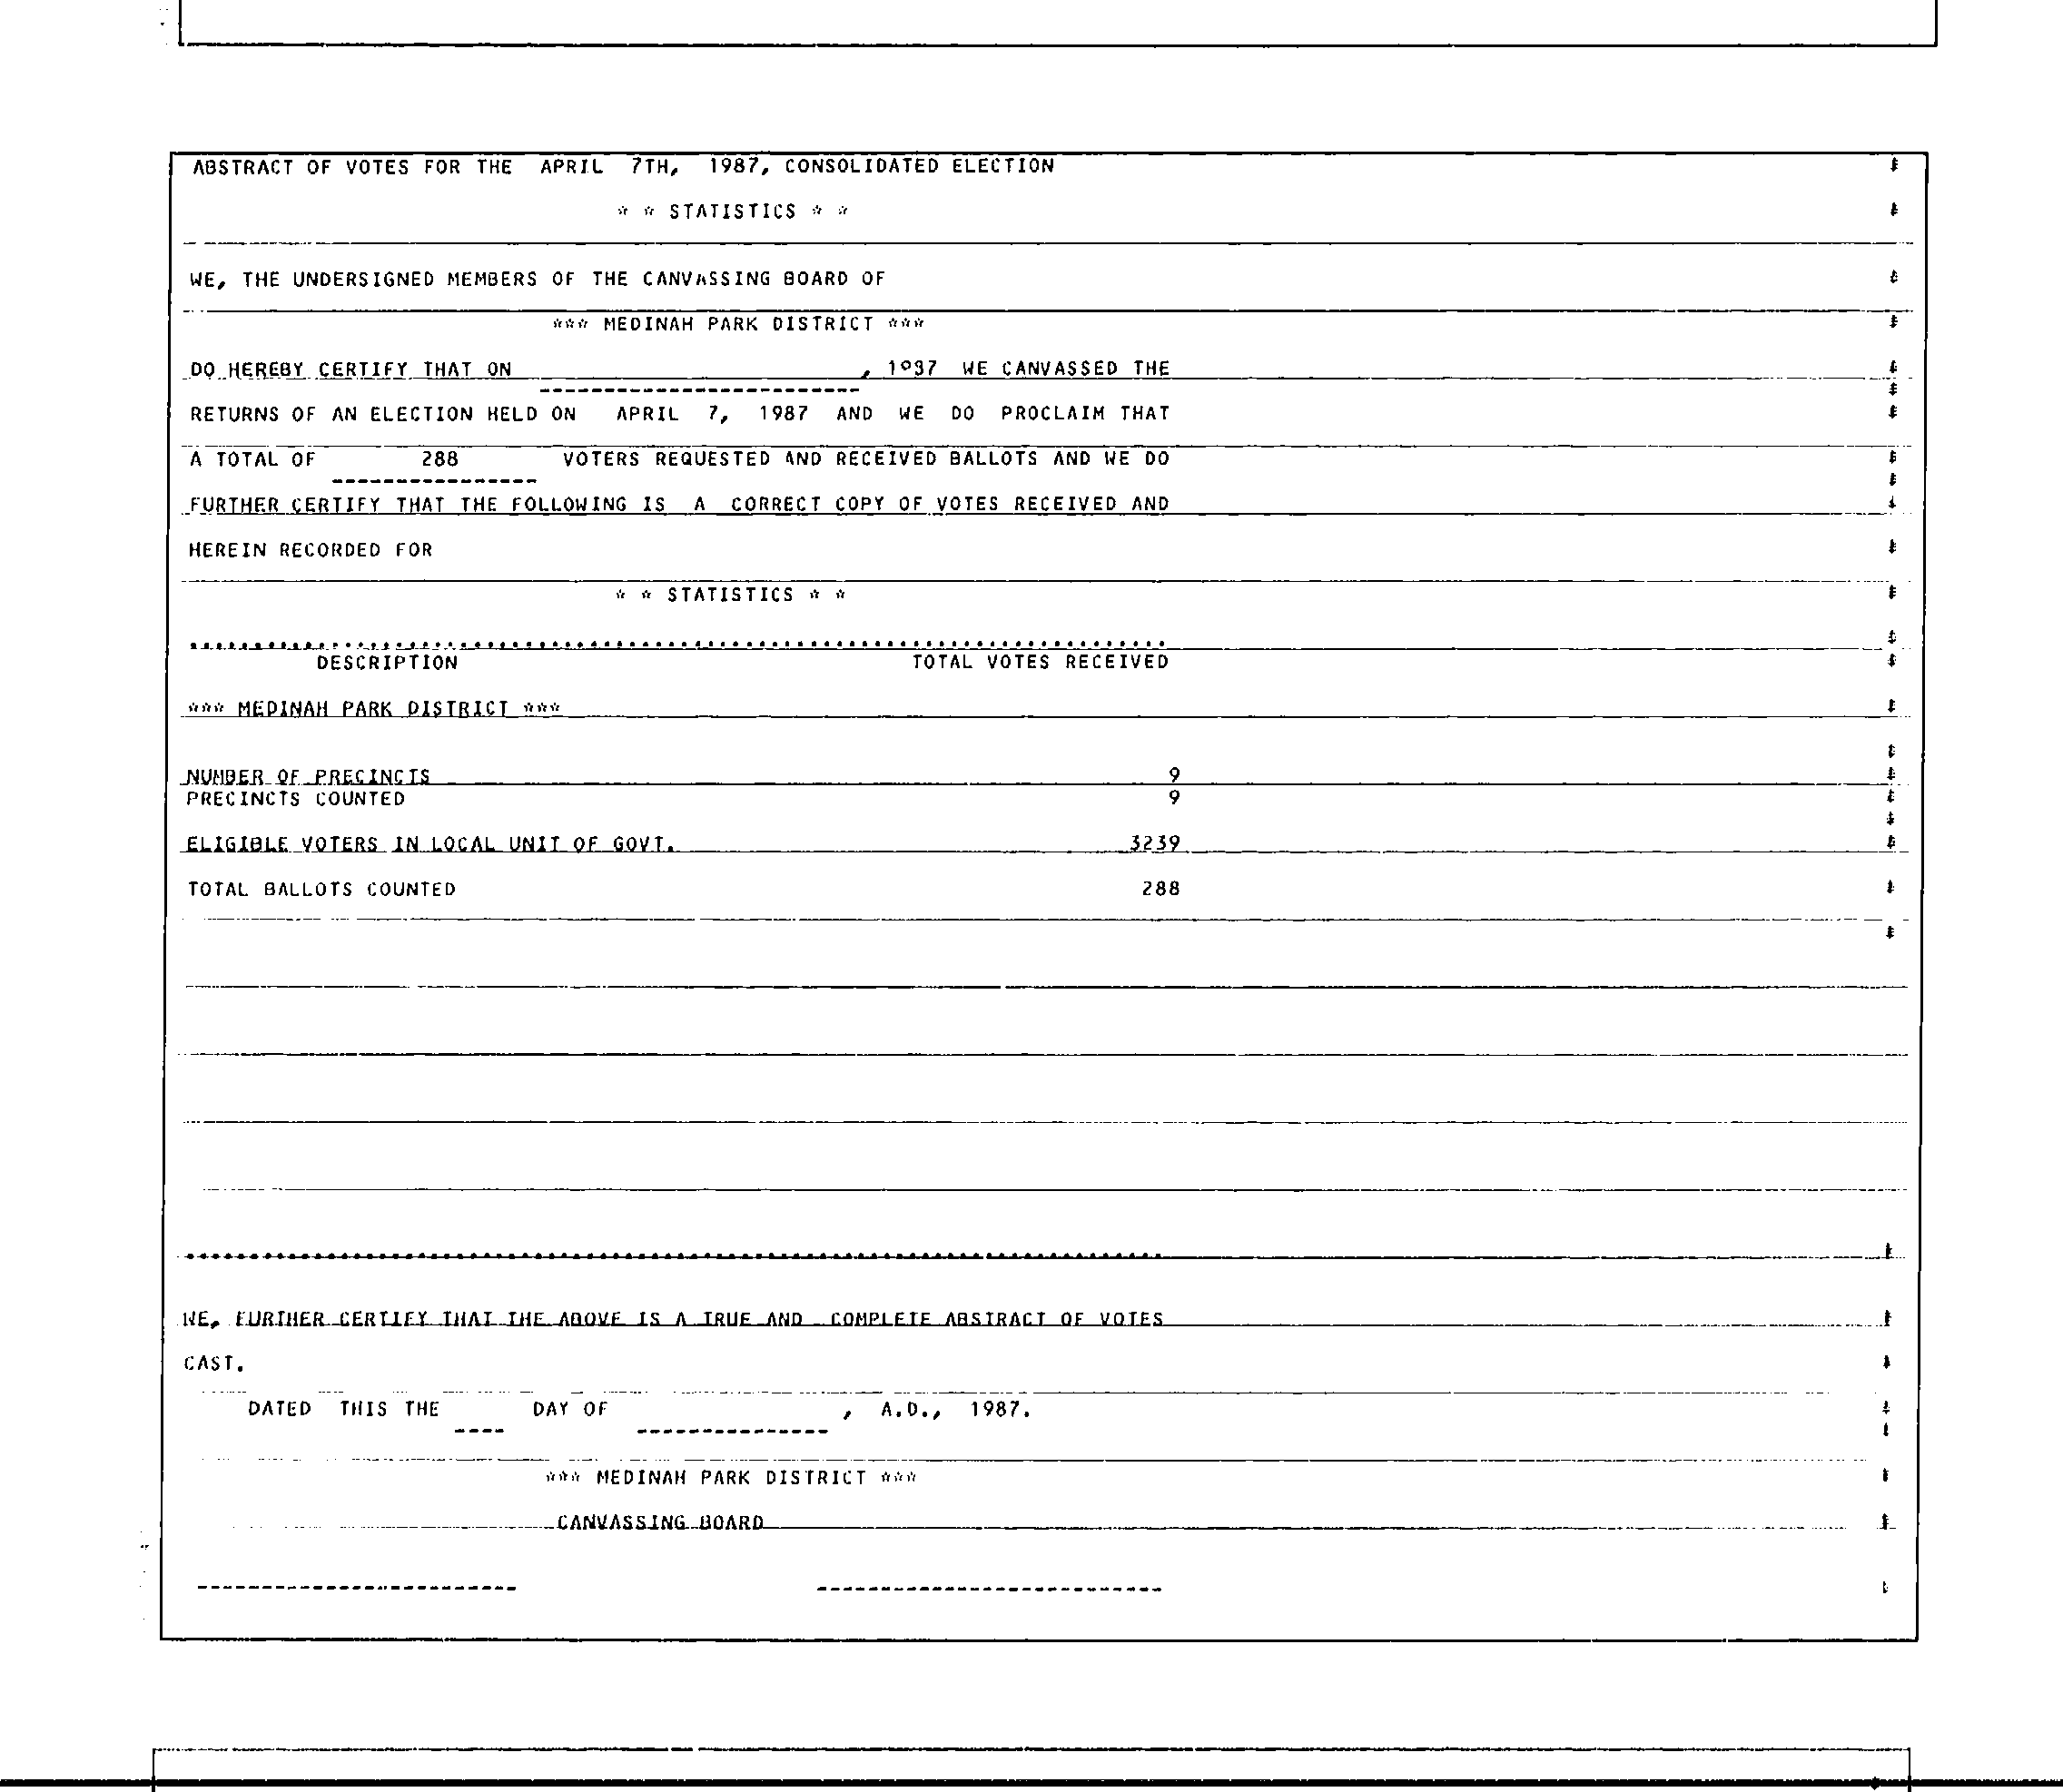 ABSTRACT OF VOTES FOR THE APRIL 7TH, 1987, CONSOLIDATED ELECTION
* * STATISTICS * *
WE, THE UNDERSIGNED MEMBERS OF THE CANVASSING BOARD OF
*** MEDINAH PARK DISTRICT ***
DO HEREBY CERTIFY THAT ON , 1987 WE CANVASSED THE
RETURNS OF AN ELECTION HELD ON APRIL 7, 1987 AND WE DO PROCLAIM THAT
A TOTAL OF 288 VOTERS REQUESTED AND RECEIVED BALLOTS AND WE DO
FURTHER CERTIFY THAT THE FOLLOWING IS A CORRECT COPY OF VOTES RECEIVED AND
HEREIN RECORDED FOR
* * STATISTICS * *
DESCRIPTION TOTAL VOTES RECEIVED
*** MEDINAH PARK DISTRICT ***
NUMBER OF PRECINCTS 9
PRECINCTS COUNTED 9
ELIGIBLE VOTERS IN LOCAL UNIT OF GOVT. 3239
TOTAL BALLOTS COUNTED 288
WE, FURTHER CERTIFY THAT THE ABOVE IS A TRUE AND COMPLETE ABSTRACT OF VOTES
CAST.
DATED THIS THE ---- DAY OF --------------- , A.D., 1987.
*** MEDINAH PARK DISTRICT ***
CANVASSING BOARD